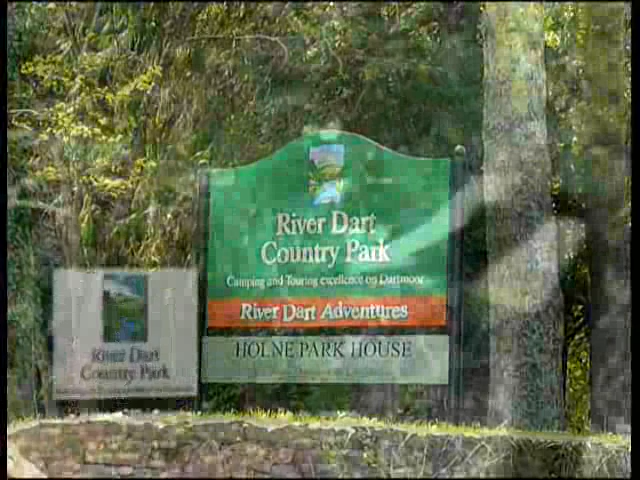 River Dart
Country Park
Camping and Touring excellence on Dartmoor
River Dart Adventures
HOLNE PARK HOUSE
River Dart
Country Park